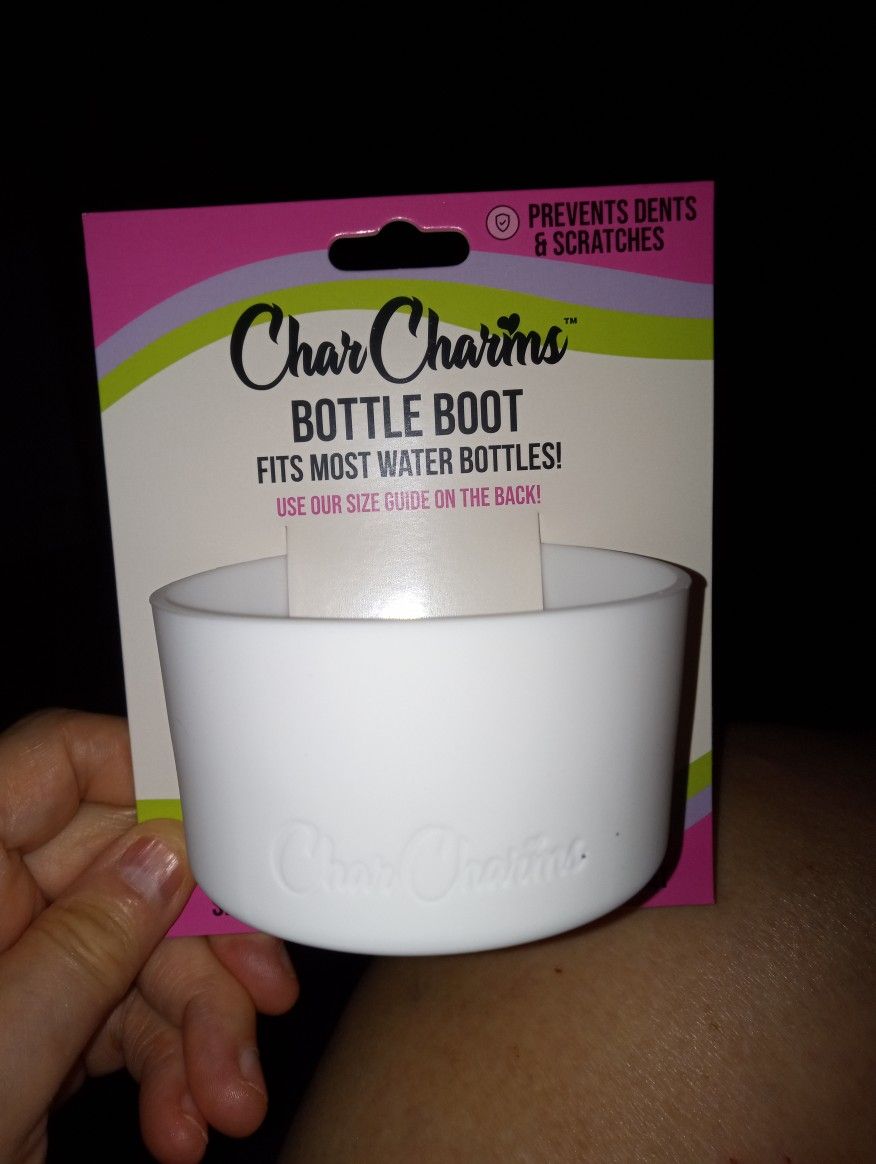 PREVENTS DENTS
& SCRATCHES
CharCharms™
BOTTLE BOOT
FITS MOST WATER BOTTLES!
USE OUR SIZE GUIDE ON THE BACK!
CharCharms